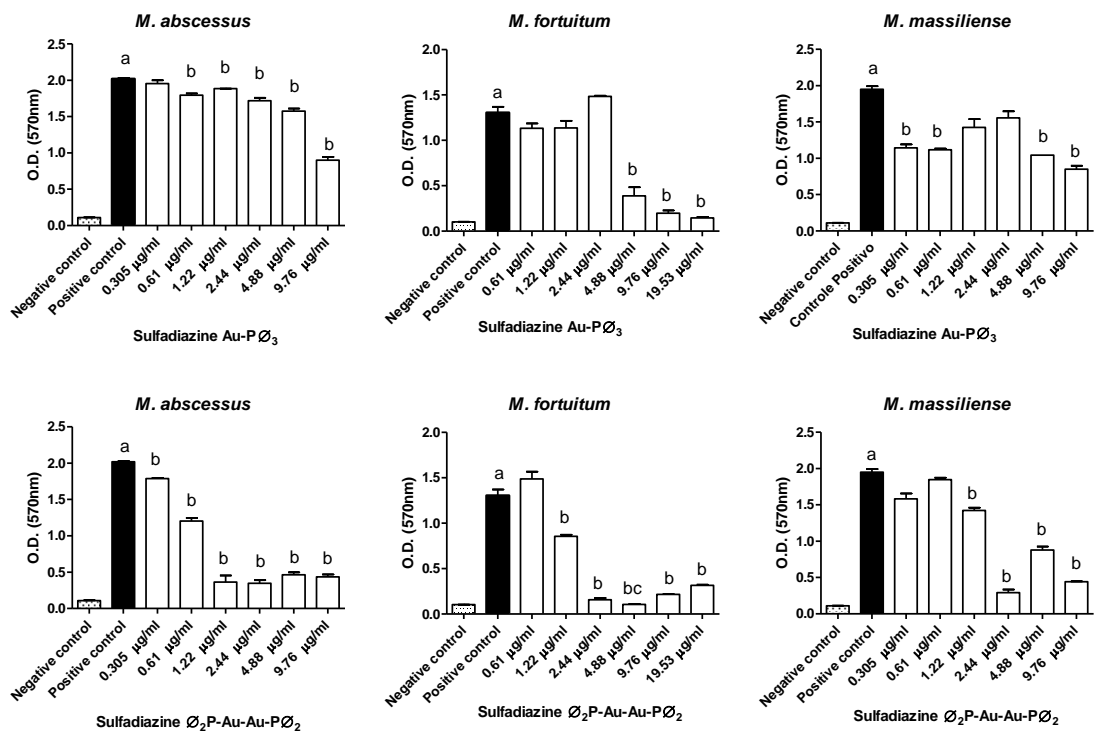 M. abscessus
O.D. (570nm)
2.5
2.0
1.5
1.0
0.5
0.0
a
b
b
b
b
b
Negative control
Positive control
0.305 µg/ml
0.61 µg/ml
1.22 µg/ml
2.44 µg/ml
4.88 µg/ml
9.76 µg/ml
Sulfadiazine Au-PØ₃
M. fortuitum
O.D. (570nm)
2.0
1.5
1.0
0.5
0.0
a
b
b
b
Negative control
Positive control
0.61 µg/ml
1.22 µg/ml
2.44 µg/ml
4.88 µg/ml
9.76 µg/ml
19.53 µg/ml
Sulfadiazine Au-PØ₃
M. massiliense
O.D. (570nm)
2.5
2.0
1.5
1.0
0.5
0.0
a
b
b
b
b
Negative control
Controle Positivo
0.305 µg/ml
0.61 µg/ml
1.22 µg/ml
2.44 µg/ml
4.88 µg/ml
9.76 µg/ml
Sulfadiazine Au-PØ₃
M. abscessus
O.D. (570nm)
2.5
2.0
1.5
1.0
0.5
0.0
a
b
b
b
b
b
b
Negative control
Positive control
0.305 µg/ml
0.61 µg/ml
1.22 µg/ml
2.44 µg/ml
4.88 µg/ml
9.76 µg/ml
Sulfadiazine Ø₂P-Au-Au-PØ₂
M. fortuitum
O.D. (570nm)
2.0
1.5
1.0
0.5
0.0
a
b
b
bc
b
b
Negative control
Positive control
0.61 µg/ml
1.22 µg/ml
2.44 µg/ml
4.88 µg/ml
9.76 µg/ml
19.53 µg/ml
Sulfadiazine Ø₂P-Au-Au-PØ₂
M. massiliense
O.D. (570nm)
2.5
2.0
1.5
1.0
0.5
0.0
a
b
b
b
b
Negative control
Positive control
0.305 µg/ml
0.61 µg/ml
1.22 µg/ml
2.44 µg/ml
4.88 µg/ml
9.76 µg/ml
Sulfadiazine Ø₂P-Au-Au-PØ₂